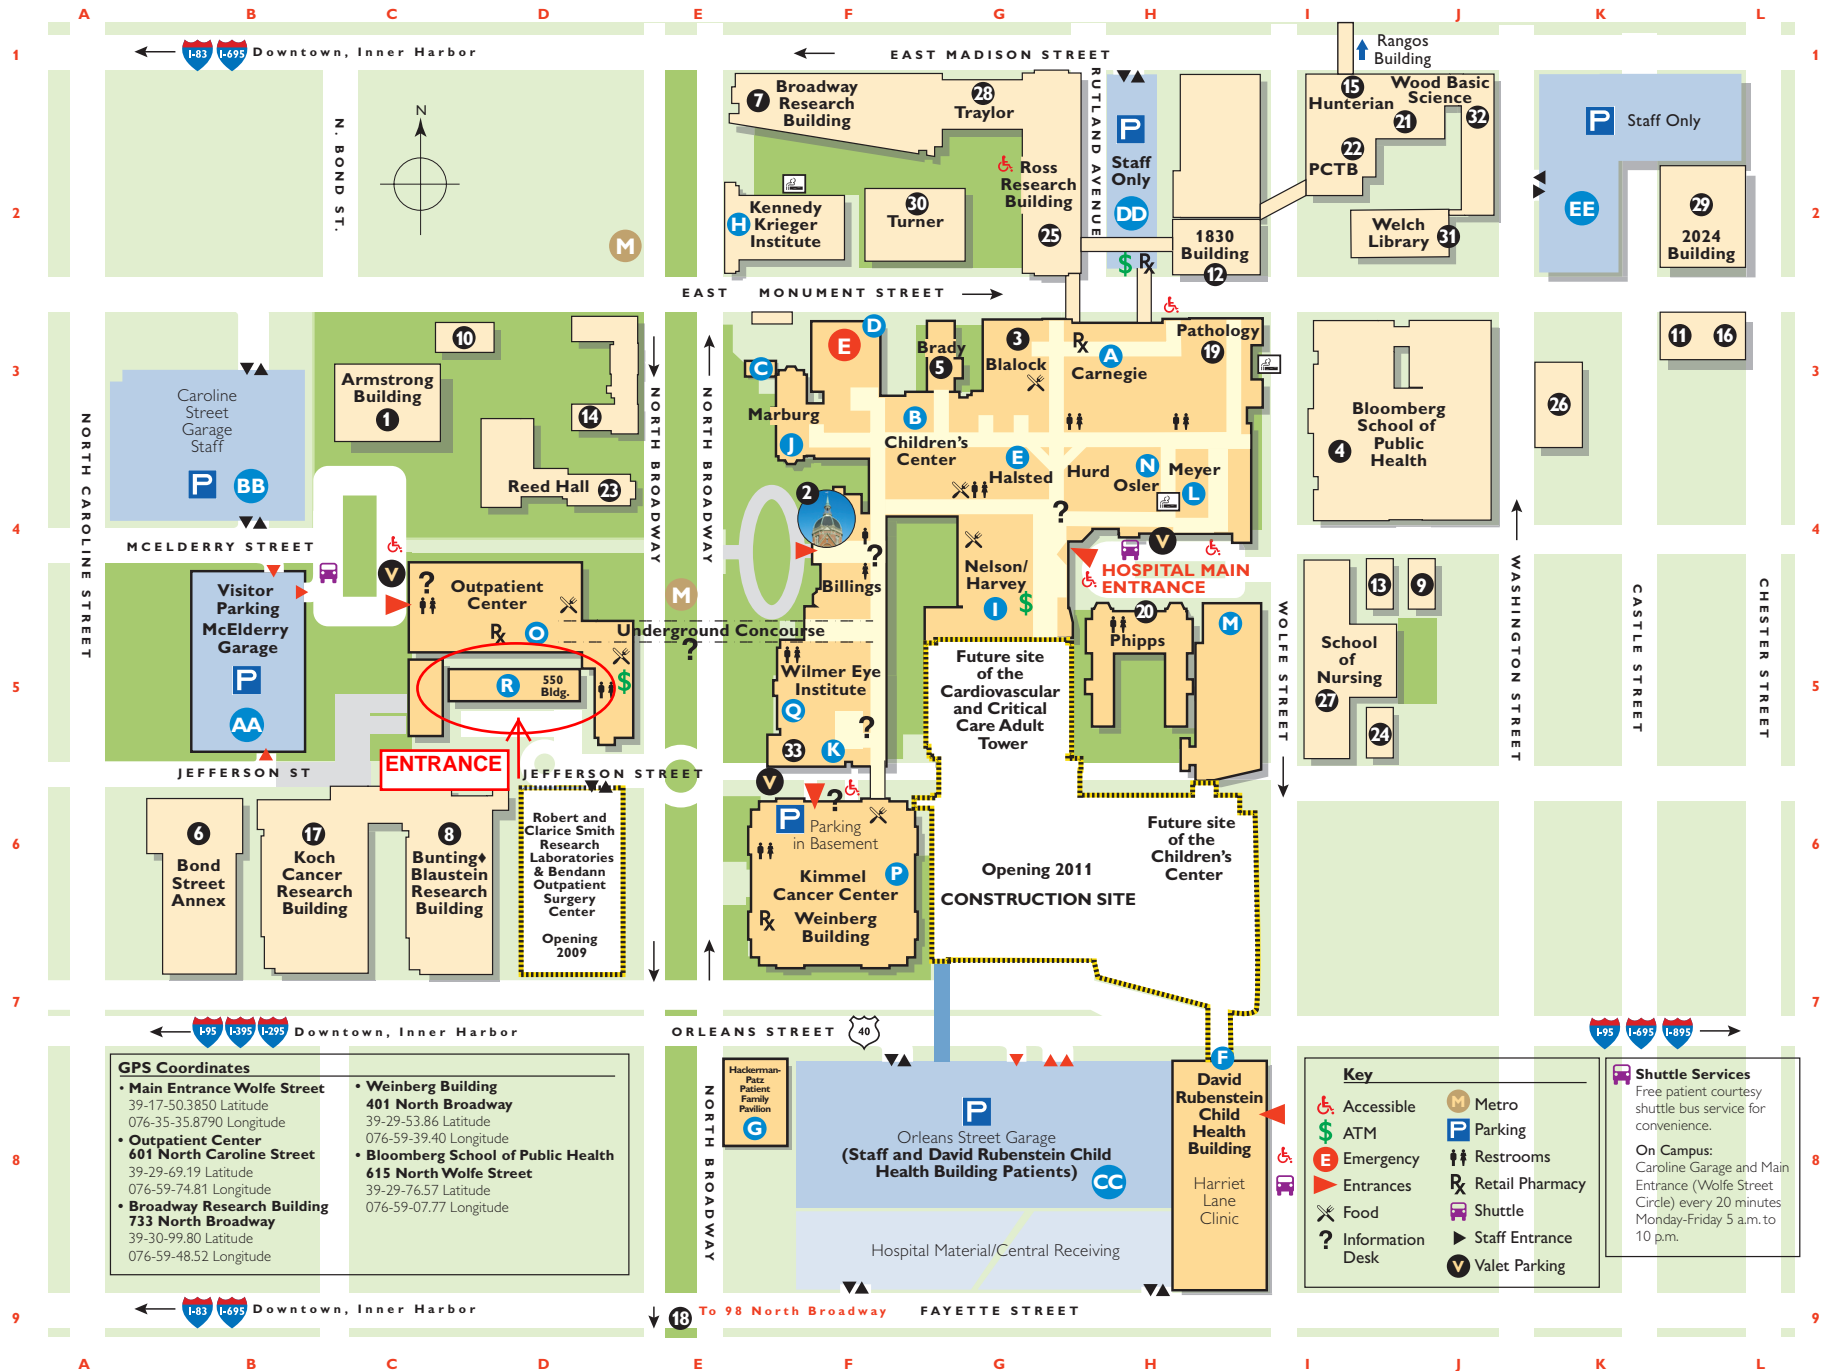 A B C D E F G H I J K L
1
I-83 I-695 Downtown, Inner Harbor
EAST MADISON STREET
Rangos
Building
1
N. BOND ST.
N
7
Broadway
Research
Building
28
Traylor
RUTLAND AVENUE
P
Staff
Only
DD
15
Hunterian
Wood Basic
Science
21
32
22
PCTB
P Staff Only
Ross
Research
Building
25
2
M
H
Kennedy
Krieger
Institute
30
Turner
$ Rx
1830
Building
12
Welch
Library 31
EE
29
2024
Building
2
EAST MONUMENT STREET
3
NORTH CAROLINE STREET
Caroline
Street
Garage
Staff
P BB
10
Armstrong
Building
1
14
Reed Hall 23
NORTH BROADWAY
NORTH BROADWAY
E
D
C
Marburg
J
Brady
5
3
Blalock
B
Children's
Center
Rx
A
Carnegie
Pathology
19
E
Halsted
Hurd
N
Osler
Meyer
L
?
4
Bloomberg
School of
Public
Health
11 16
26
3
4
MCELDERRY STREET
2
V
?
Billings
?
Nelson/
Harvey
I $
V
HOSPITAL MAIN
ENTRANCE
4
Visitor
Parking
McElderry
Garage
P
AA
Outpatient
Center
Rx O
Underground Concourse
M
?
R 550
Bldg.
$
ENTRANCE
20
Phipps
M
WOLFE STREET
13 9
School
of
Nursing
27
24
WASHINGTON STREET
CASTLE STREET
CHESTER STREET
5
Wilmer Eye
Institute
Q
?
33 K
Future site
of the
Cardiovascular
and Critical
Care Adult
Tower
5
JEFFERSON ST
JEFFERSON STREET
V
?
6
6
Bond
Street
Annex
17
Koch
Cancer
Research
Building
8
Bunting♦
Blaustein
Research
Building
Robert and
Clarice Smith
Research
Laboratories
& Bendann
Outpatient
Surgery
Center
Opening
2009
P Parking
in Basement
Kimmel P
Cancer Center
Rx Weinberg
Building
Future site
of the
Children's
Center
Opening 2011
CONSTRUCTION SITE
6
7
7
I-95 I-395 I-295 Downtown, Inner Harbor
ORLEANS STREET 40
I-95 I-695 I-895
GPS Coordinates
• Main Entrance Wolfe Street
39-17-50.3850 Latitude
076-35-35.8790 Longitude
• Outpatient Center
601 North Caroline Street
39-29-69.19 Latitude
076-59-74.81 Longitude
• Broadway Research Building
733 North Broadway
39-30-99.80 Latitude
076-59-48.52 Longitude
• Weinberg Building
401 North Broadway
39-29-53.86 Latitude
076-59-39.40 Longitude
• Bloomberg School of Public Health
615 North Wolfe Street
39-29-76.57 Latitude
076-59-07.77 Longitude
NORTH BROADWAY
Hackerman-
Patz
Patient
Family
Pavilion
G
P
Orleans Street Garage
(Staff and David Rubenstein Child
Health Building Patients) CC
Hospital Material/Central Receiving
F
David
Rubenstein
Child
Health
Building
Harriet
Lane
Clinic
Key
Accessible
$ ATM
E Emergency
Entrances
Food
? Information
Desk
M Metro
P Parking
Restrooms
Rx Retail Pharmacy
Shuttle
Staff Entrance
V Valet Parking
Shuttle Services
Free patient courtesy
shuttle bus service for
convenience.
On Campus:
Caroline Garage and Main
Entrance (Wolfe Street
Circle) every 20 minutes
Monday-Friday 5 a.m. to
10 p.m.
8
8
9
I-83 I-695 Downtown, Inner Harbor
18 To 98 North Broadway
FAYETTE STREET
9
A B C D E F G H I J K L